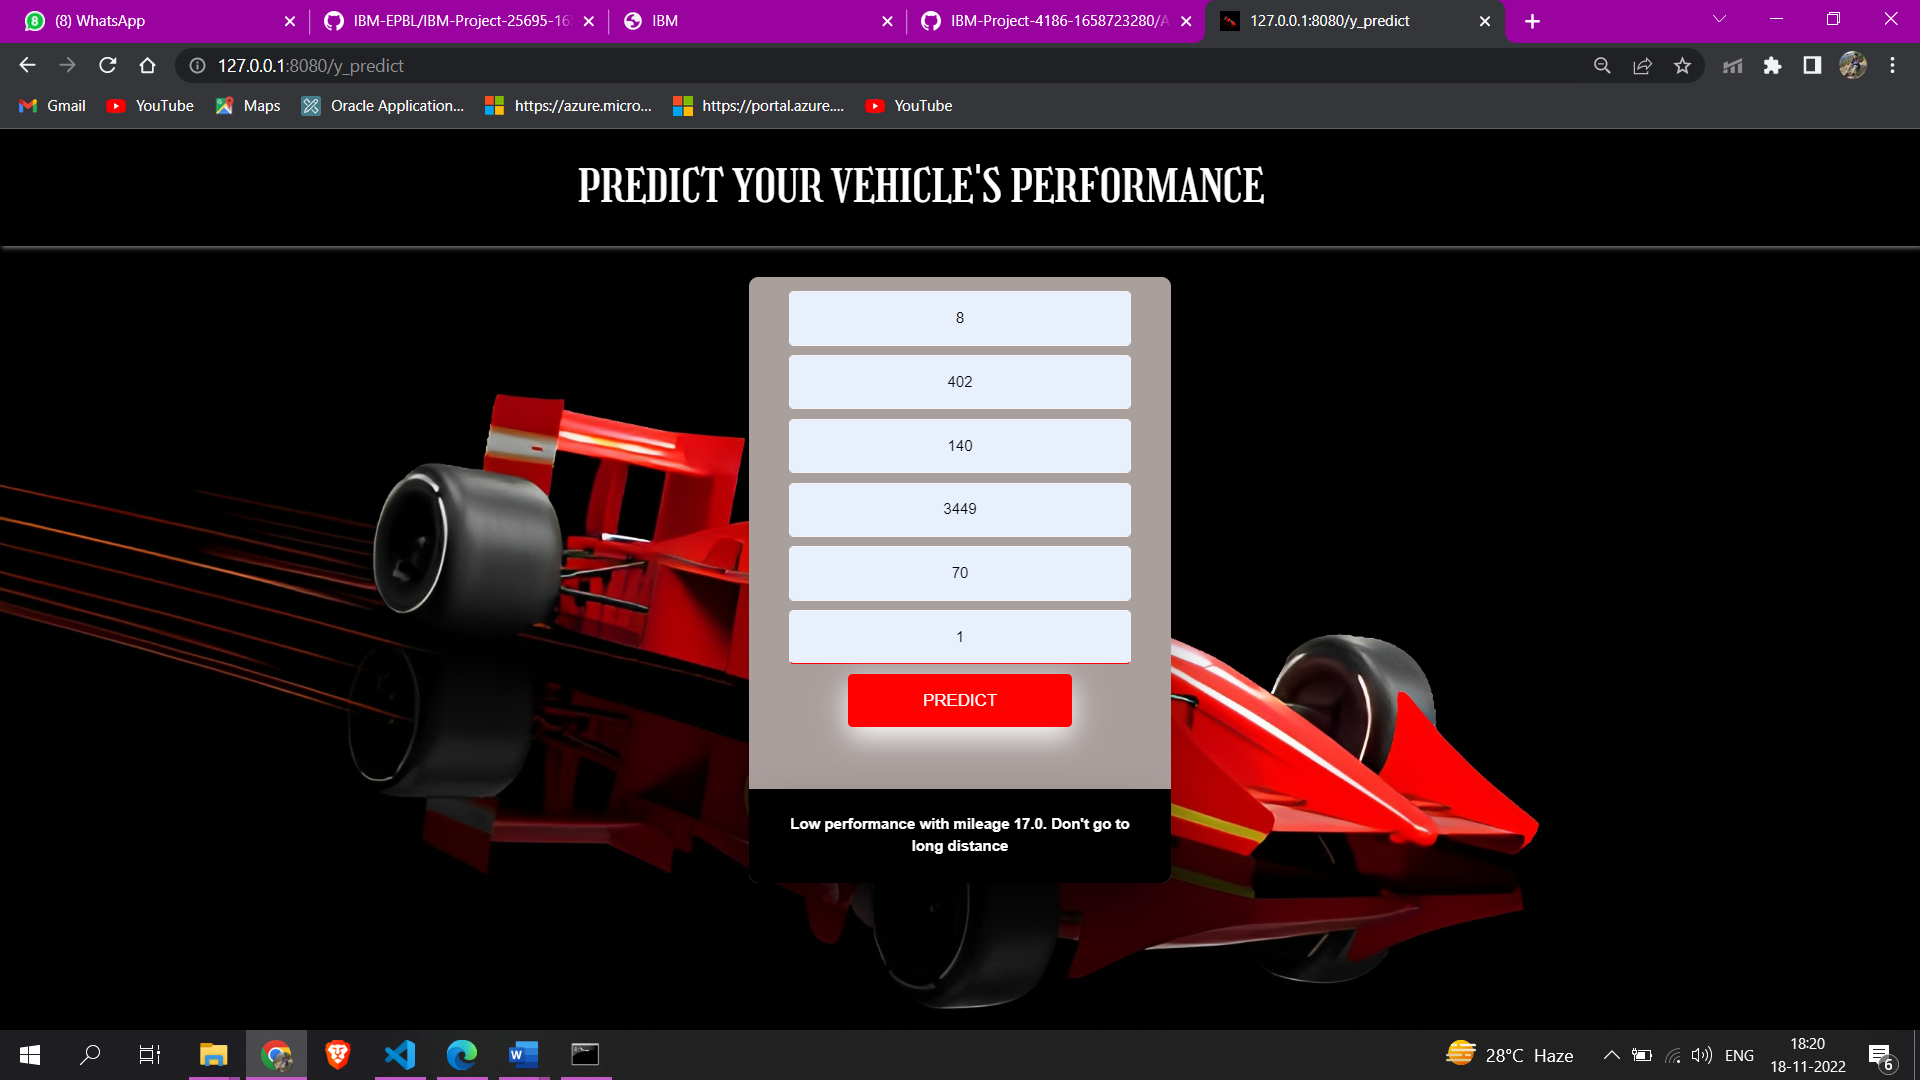 (8) WhatsApp
IBM-EPBL/IBM-Project-25695-16
IBM
IBM-Project-4186-1658723280/A
127.0.0.1:8080/y_predict
127.0.0.1:8080/y_predict
Gmail
YouTube
Maps
Oracle Application...
https://azure.micro...
https://portal.azure....
YouTube
PREDICT YOUR VEHICLE'S PERFORMANCE
8
402
140
3449
70
1
PREDICT
Low performance with mileage 17.0. Don't go to
long distance
28°C Haze
ENG
18:20
18-11-2022
6